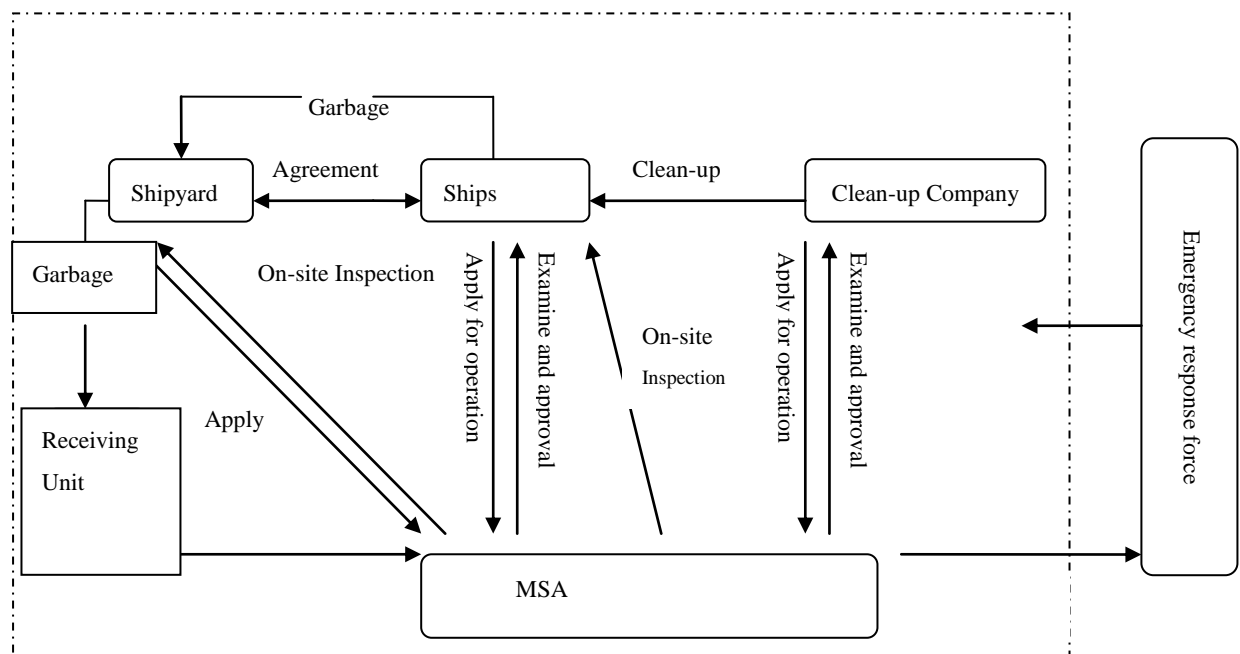 Garbage
Agreement
Clean-up
Shipyard
Ships
Clean-up Company
Garbage
On-site Inspection
Apply for operation
Examine and approval
On-site
Inspection
Apply for operation
Examine and approval
Emergency response force
Apply
Receiving
Unit
MSA